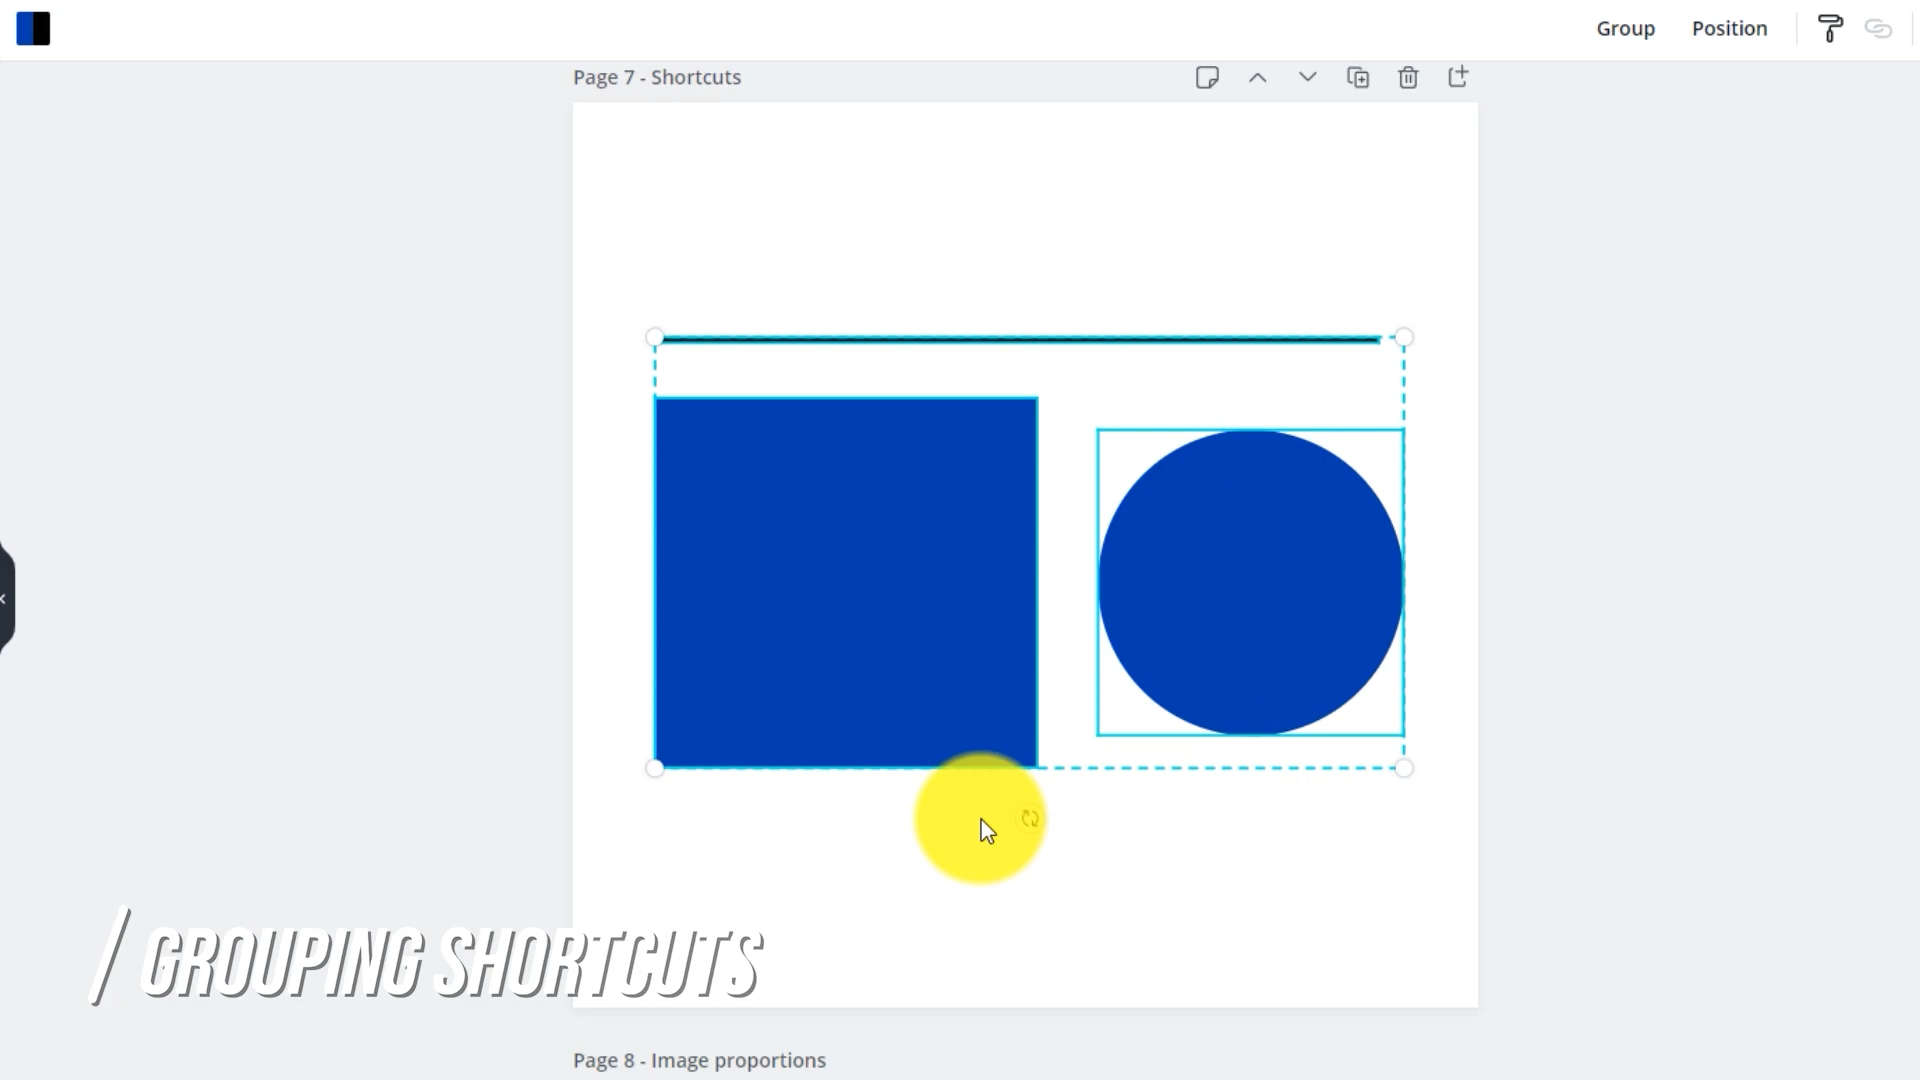 Group Position
Page 7 - Shortcuts
/ GROUPING SHORTCUTS
Page 8 - Image proportions